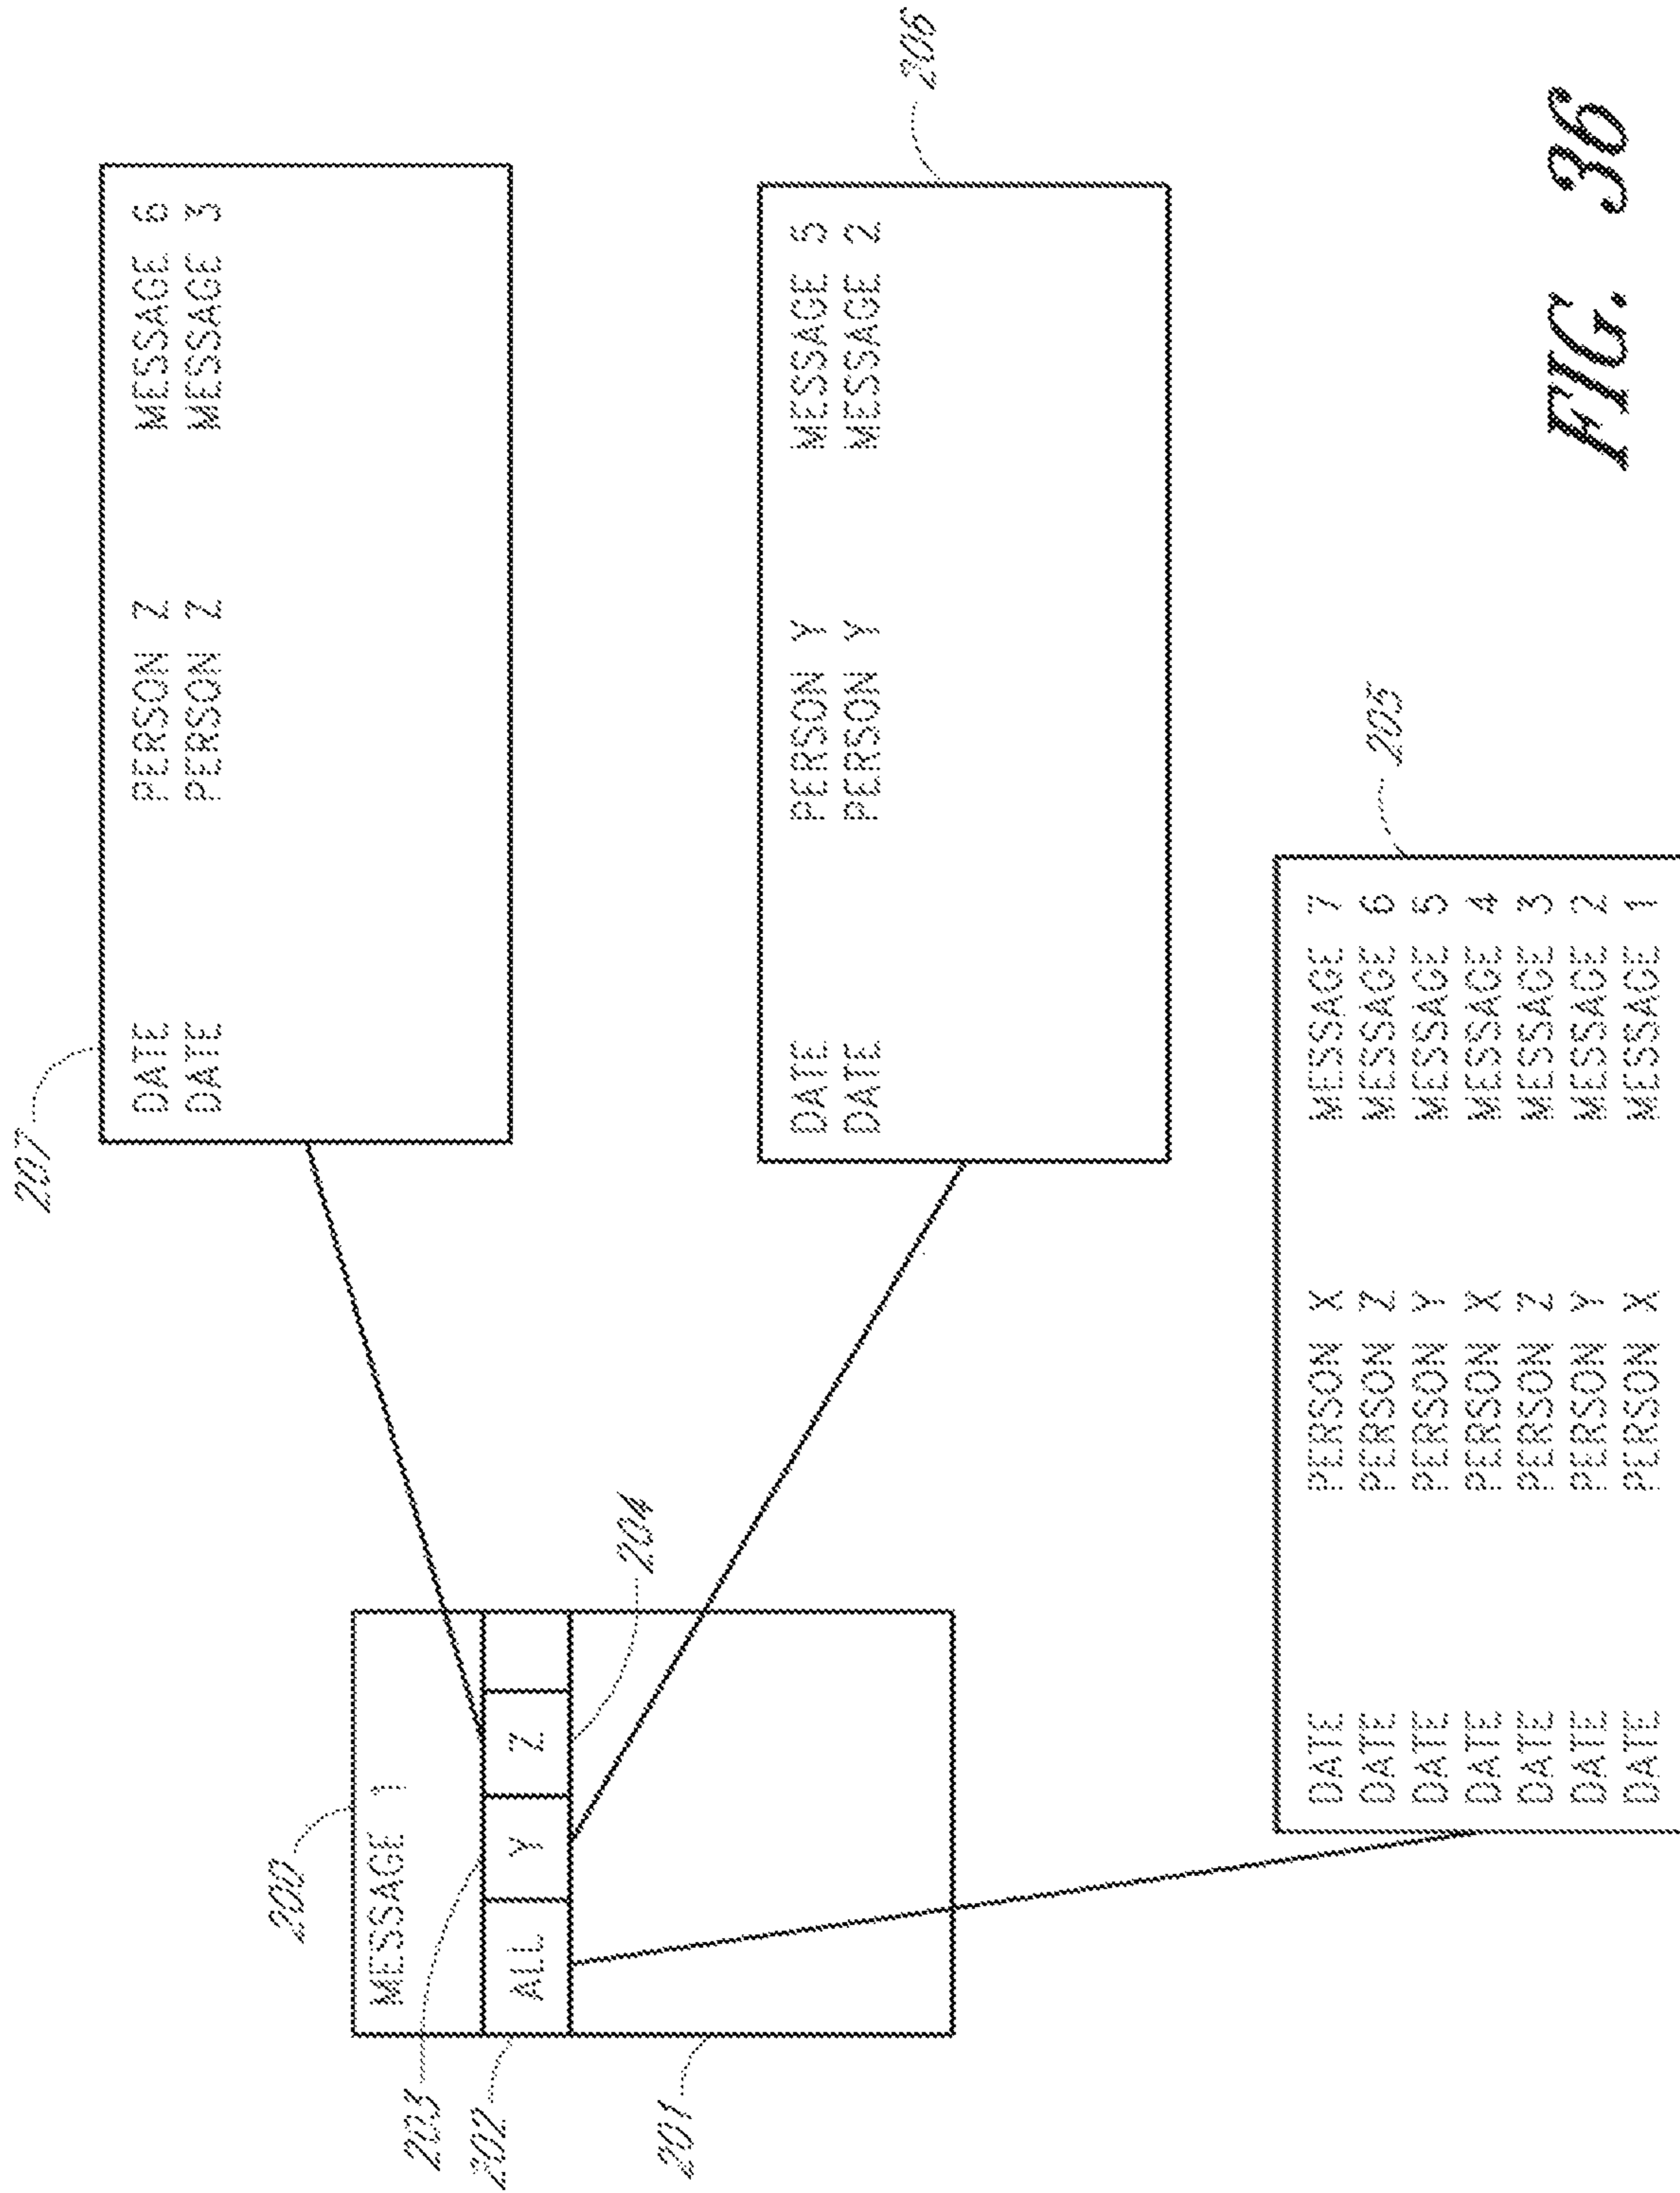 207
DATE PERSON Z MESSAGE 6
DATE PERSON Z MESSAGE 3
200
MESSAGE 1
203
202
ALL Y Z
204
201
206
DATE PERSON Y MESSAGE 5
DATE PERSON Y MESSAGE 2
205
DATE PERSON X MESSAGE 7
DATE PERSON Z MESSAGE 6
DATE PERSON Y MESSAGE 5
DATE PERSON X MESSAGE 4
DATE PERSON Z MESSAGE 3
DATE PERSON Y MESSAGE 2
DATE PERSON X MESSAGE 1
FIG. 36